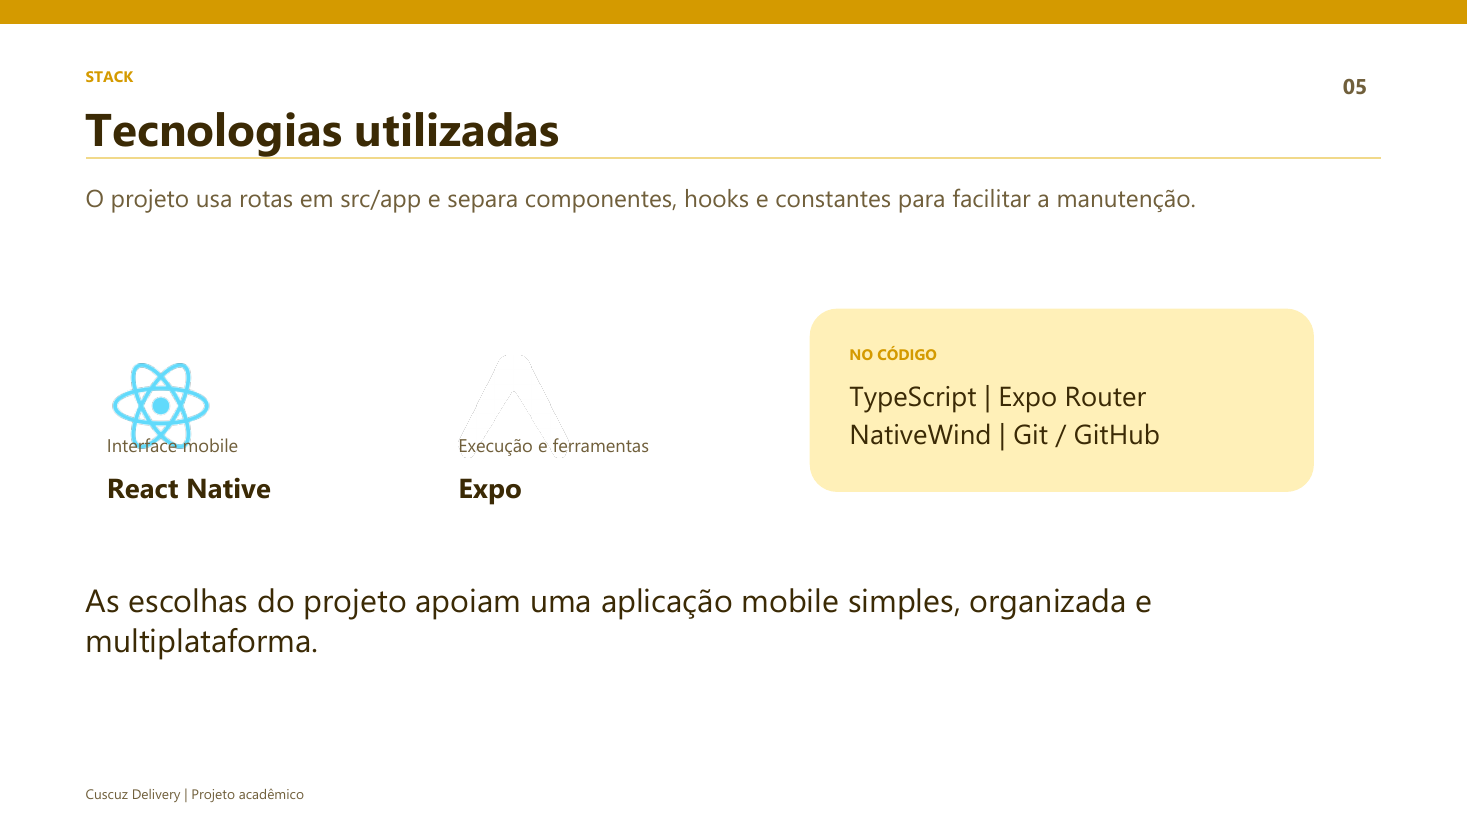 STACK
05
Tecnologias utilizadas
O projeto usa rotas em src/app e separa componentes, hooks e constantes para facilitar a manutenção.
NO CÓDIGO
TypeScript | Expo Router
NativeWind | Git / GitHub
Interface mobile
React Native
Execução e ferramentas
Expo
As escolhas do projeto apoiam uma aplicação mobile simples, organizada e
multiplataforma.
Cuscuz Delivery | Projeto acadêmico